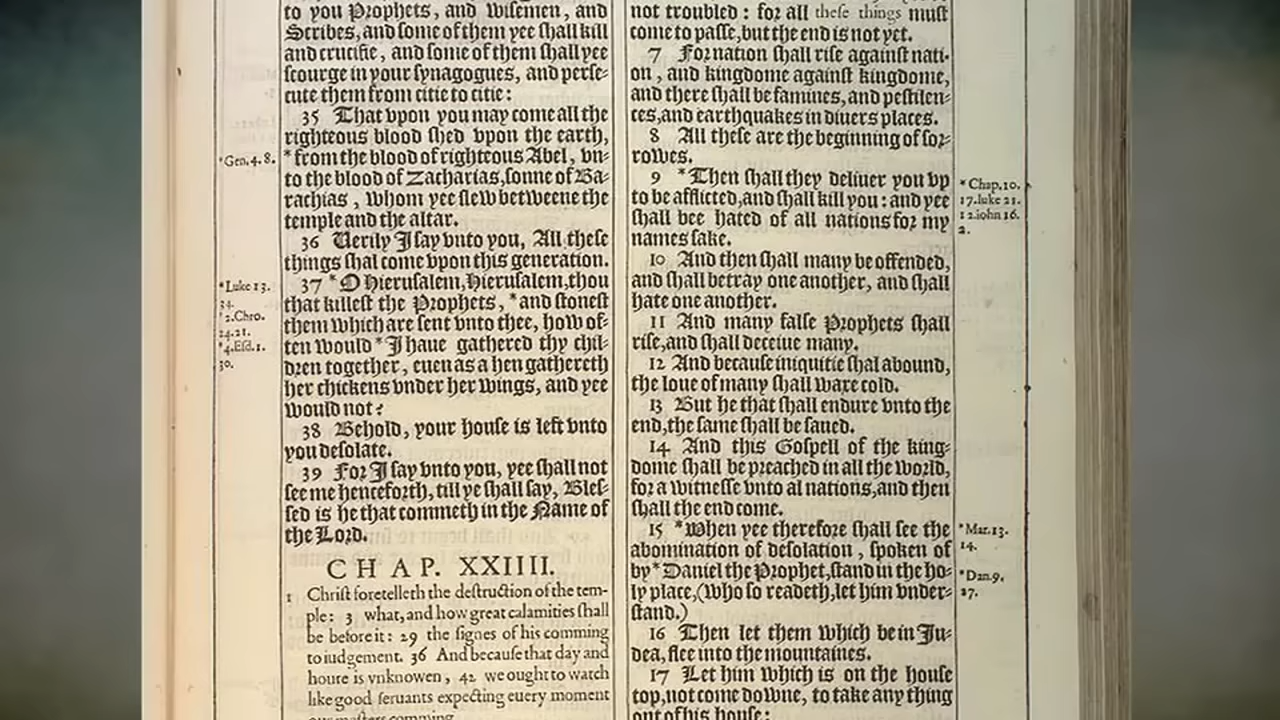 to you Prophets, and Wisemen, and
Scribes, and some of them yee shall kill
and crucifie, and some of them shall yee
scourge in your synagogues, and perse-
cute them from citie to citie:
35 That vpon you may come all the
righteous blood shed vpon the earth,
*from the blood of righteous Abel, vn-
to the blood of Zacharias, sonne of Ba-
rachias, whom yee slew betweene the
temple and the altar.
36 Uerily I say vnto you, All these
things shal come vpon this generation.
37 *O Hierusalem, Hierusalem, thou
that killest the Prophets, *and stonest
them which are sent vnto thee, how of-
ten would *I haue gathered thy chil-
dren together, euen as a hen gathereth
her chickens vnder her wings, and yee
would not?
38 Behold, your house is left vnto
you desolate.
39 For I say vnto you, yee shall not
see me henceforth, till ye shall say, Bles-
sed is he that commeth in the Name of
the Lord.
CHAP. XXIIII.
1 Christ foretelleth the destruction of the tem-
ple: 3 what, and how great calamities shall
be before it: 29 the signes of his comming
to iudgement. 36 And because that day and
houre is vnknowen, 42 we ought to watch
like good seruants expecting euery moment
our masters comming.
*Gen.4.8.
*Luke 13.
34.
*2.Chro.
24.21.
*4.Esd.1.
30.
not troubled: for all these things must
come to passe, but the end is not yet.
7 For nation shall rise against nati-
on, and kingdome against kingdome,
and there shall be famines, and pestilen-
ces, and earthquakes in diuers places.
8 All these are the beginning of sor-
rowes.
9 *Then shall they deliuer you vp
to be afflicted, and shall kill you: and yee
shall bee hated of all nations for my
names sake.
10 And then shall many be offended,
and shall betray one another, and shall
hate one another.
11 And many false Prophets shall
rise, and shall deceiue many.
12 And because iniquitie shal abound,
the loue of many shall waxe cold.
13 But he that shall endure vnto the
end, the same shall be saued.
14 And this Gospell of the king-
dome shall be preached in all the world,
for a witnesse vnto al nations, and then
shall the end come.
15 *When yee therefore shall see the
abomination of desolation, spoken of
by *Daniel the Prophet, stand in the ho-
ly place, (who so readeth, let him vnder-
stand.)
16 Then let them which be in Iu-
dea, flee into the mountaines.
17 Let him which is on the house
top, not come downe, to take any thing
out of his house:
*Chap.10.
17.luke 21.
12.iohn 16.
2.
*Mar.13.
14.
*Dan.9.
27.